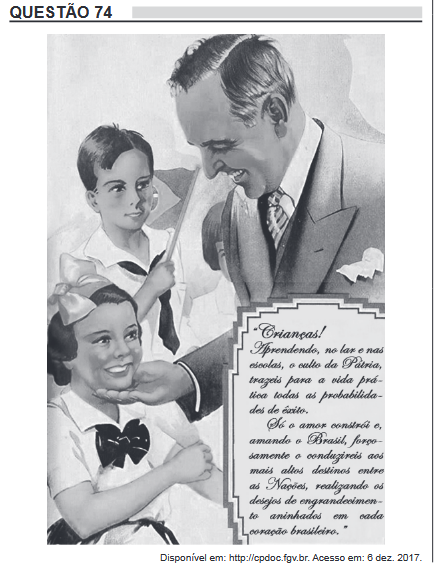 QUESTÃO 74
"Crianças!
Aprendendo, no lar e nas
escolas, o culto da Pátria,
trazeis para a vida prá-
tica todas as probabilida-
des de êxito.
Só o amor constrói e,
amando o Brasil, forço-
samente o conduzireis aos
mais altos destinos entre
as Nações, realizando os
desejos de engrandecimen-
to aninhados em cada
coração brasileiro."
Disponível em: http://cpdoc.fgv.br. Acesso em: 6 dez. 2017.